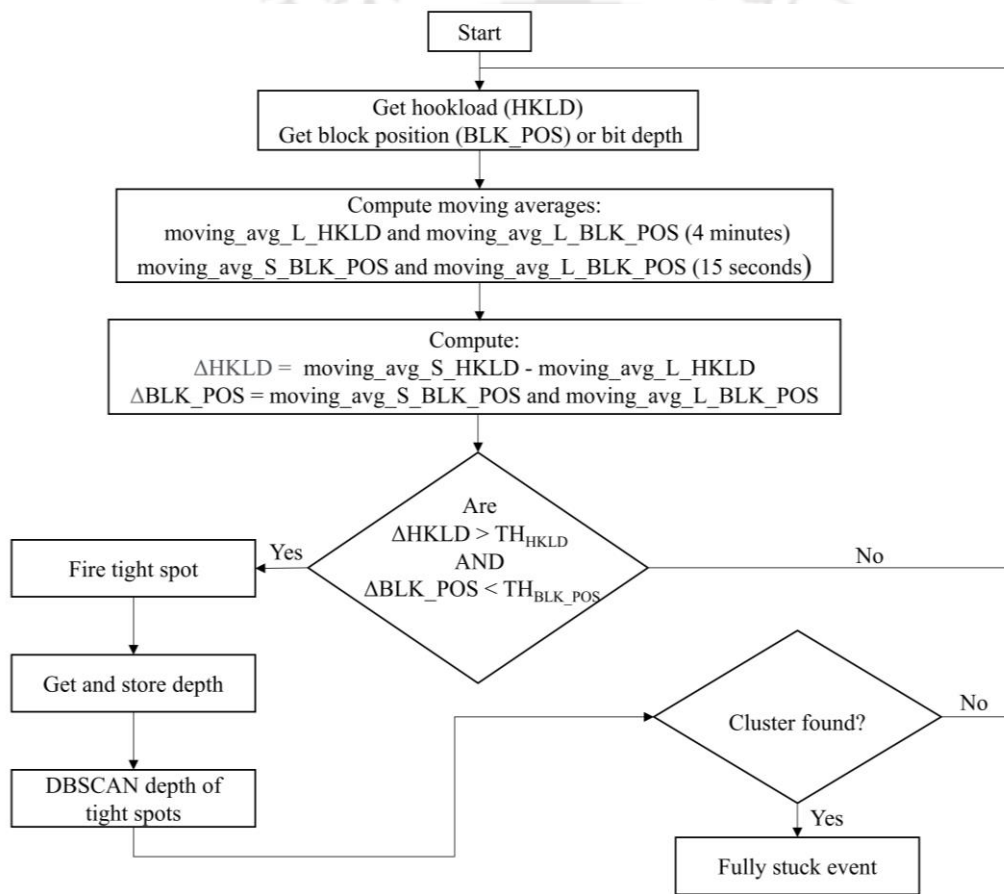 Start
Get hookload (HKLD)
Get block position (BLK_POS) or bit depth
Compute moving averages:
moving_avg_L_HKLD and moving_avg_L_BLK_POS (4 minutes)
moving_avg_S_BLK_POS and moving_avg_L_BLK_POS (15 seconds)
Compute:
ΔHKLD = moving_avg_S_HKLD - moving_avg_L_HKLD
ΔBLK_POS = moving_avg_S_BLK_POS and moving_avg_L_BLK_POS
Are
ΔHKLD > TH_HKLD
AND
ΔBLK_POS < TH_BLK_POS
Yes
No
Fire tight spot
Get and store depth
DBSCAN depth of
tight spots
Cluster found?
No
Yes
Fully stuck event